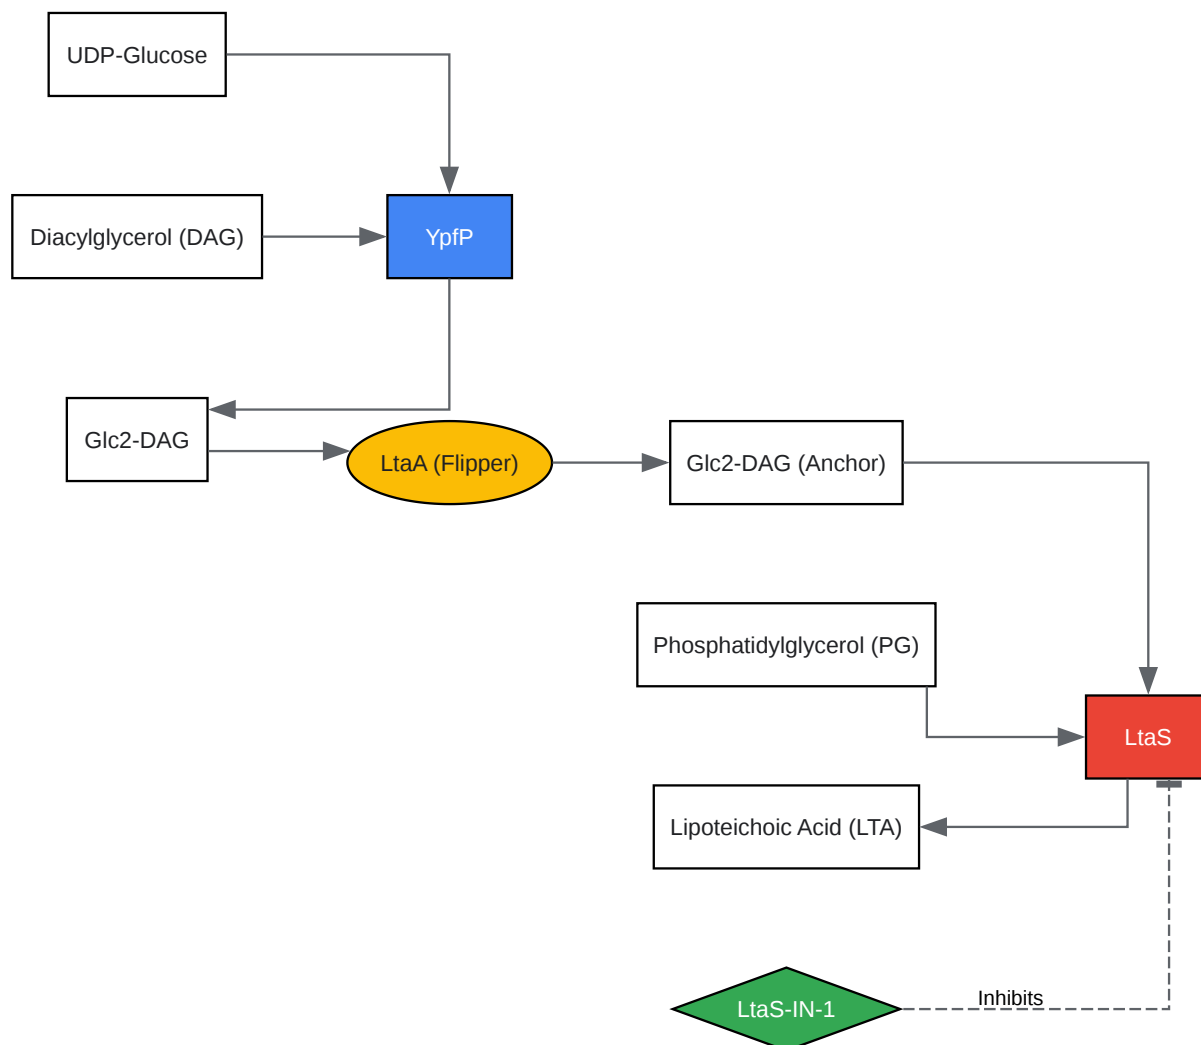 UDP-Glucose
Diacylglycerol (DAG)
YpfP
Glc2-DAG
LtaA (Flipper)
Glc2-DAG (Anchor)
Phosphatidylglycerol (PG)
LtaS
Lipoteichoic Acid (LTA)
LtaS-IN-1
Inhibits